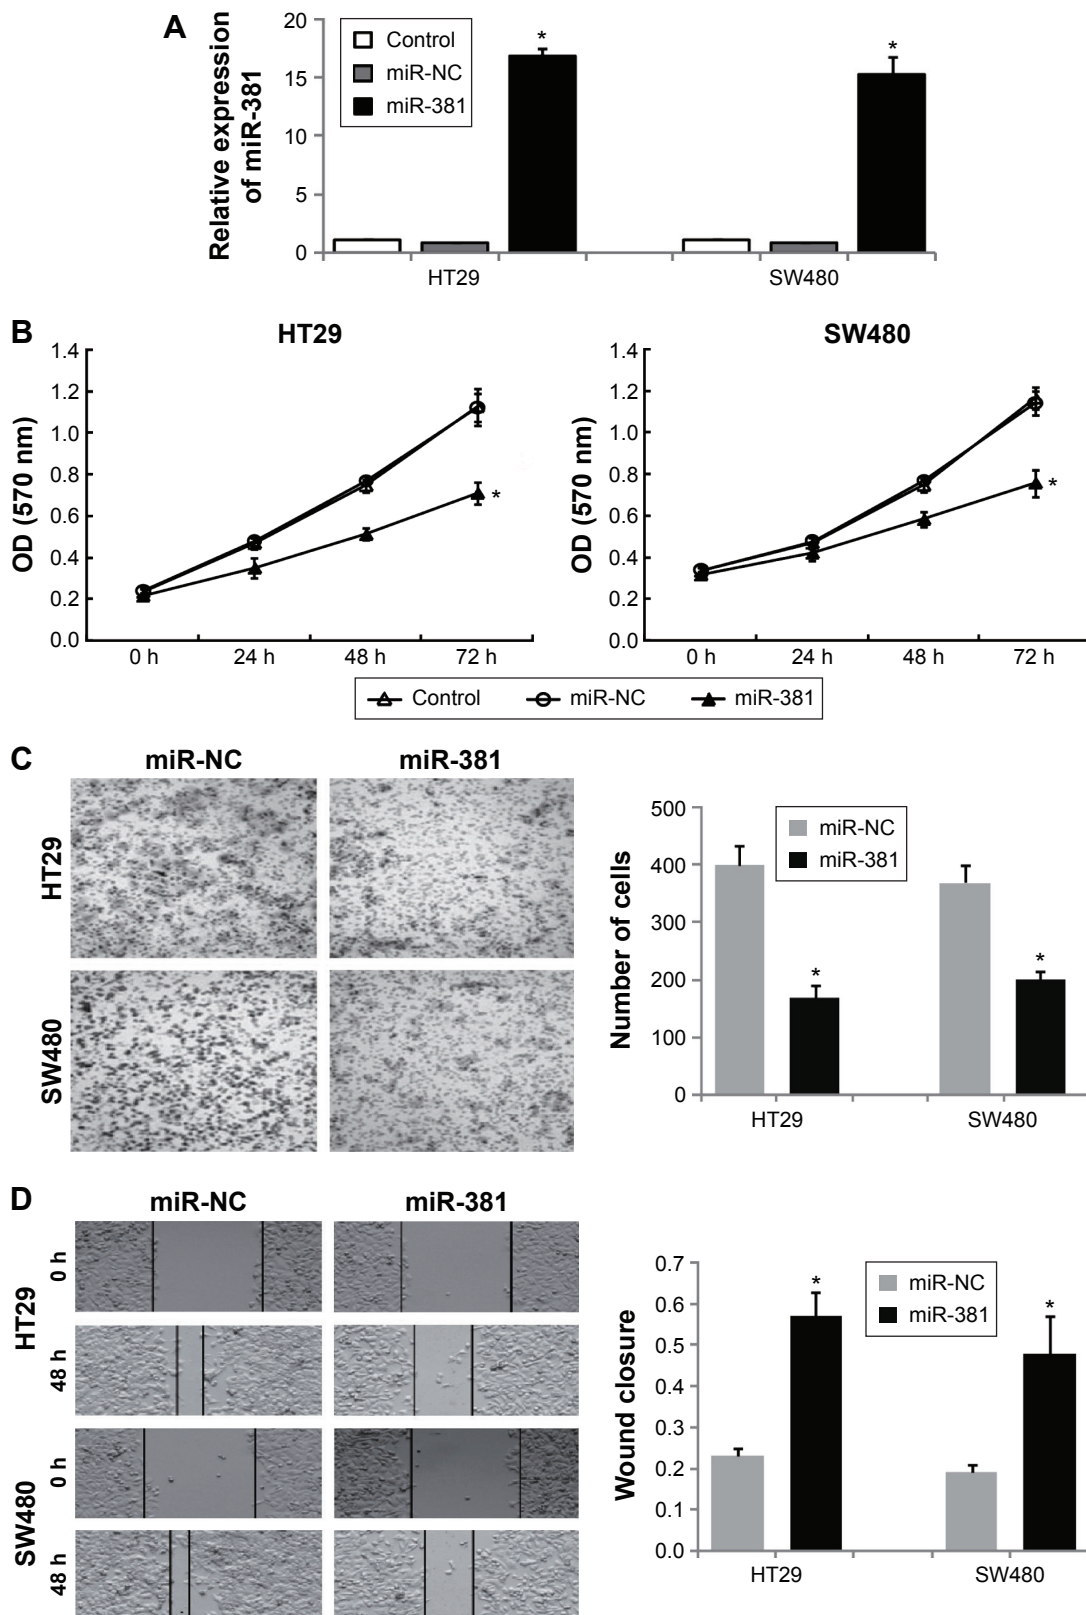 A
Relative expression
of miR-381
20
15
10
5
0
Control
miR-NC
miR-381
*
*
HT29
SW480
B
HT29
SW480
OD (570 nm)
1.4
1.2
1.0
0.8
0.6
0.4
0.2
0.0
*
0 h
24 h
48 h
72 h
OD (570 nm)
1.4
1.2
1.0
0.8
0.6
0.4
0.2
0.0
*
0 h
24 h
48 h
72 h
Control
miR-NC
miR-381
C
miR-NC
miR-381
HT29
SW480
Number of cells
500
400
300
200
100
0
miR-NC
miR-381
*
*
HT29
SW480
D
miR-NC
miR-381
HT29
0 h
48 h
SW480
0 h
48 h
Wound closure
0.7
0.6
0.5
0.4
0.3
0.2
0.1
0.0
miR-NC
miR-381
*
*
HT29
SW480